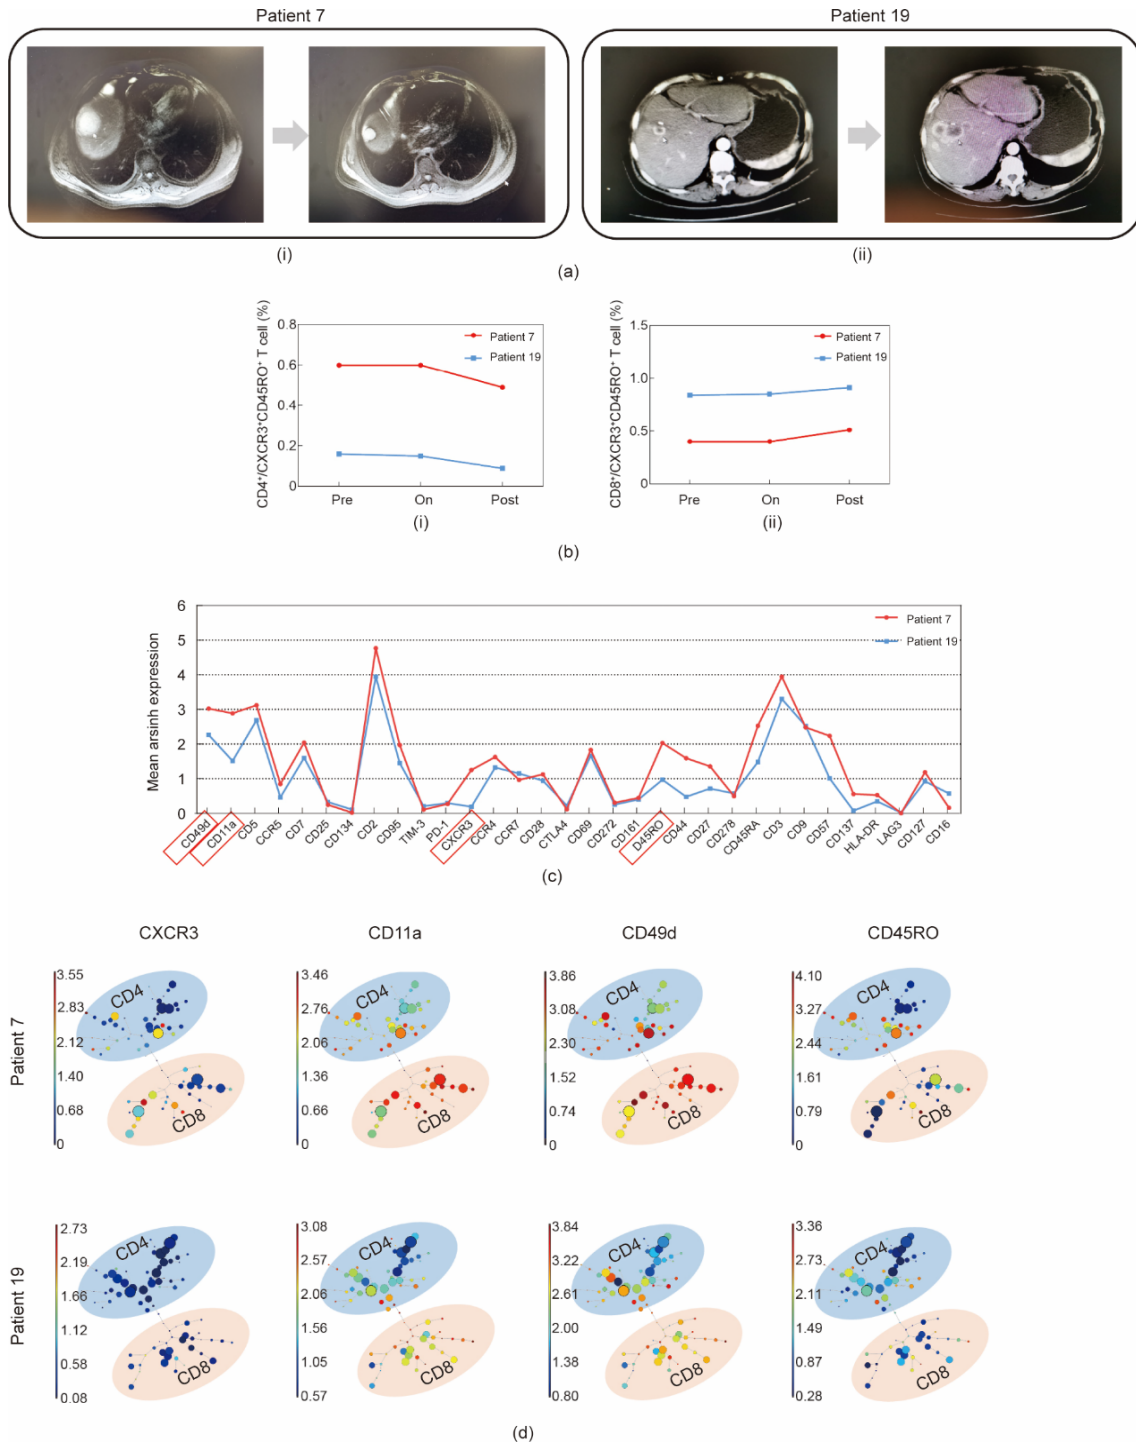 Patient 7
Patient 19
(i)
(ii)
(a)
CD4⁺/CXCR3⁺CD45RO⁺ T cell (%)
0.8
0.6
0.4
0.2
0
Pre
On
Post
Patient 7
Patient 19
(i)
CD8⁺/CXCR3⁺CD45RO⁺ T cell (%)
1.5
1.0
0.5
0
Pre
On
Post
Patient 7
Patient 19
(ii)
(b)
Mean arsinh expression
6
5
4
3
2
1
0
Patient 7
Patient 19
CD49d
CD11a
CD5
CCR5
CD7
CD25
CD134
CD2
CD95
TIM-3
PD-1
CXCR3
CCR4
CCR7
CD28
CTLA4
CD69
CD272
CD161
D45RO
CD44
CD27
CD278
CD45RA
CD3
CD9
CD57
CD137
HLA-DR
LAG3
CD127
CD16
(c)
CXCR3
CD11a
CD49d
CD45RO
Patient 7
3.55
2.83
2.12
1.40
0.68
0
CD4
CD8
3.46
2.76
2.06
1.36
0.66
0
CD4
CD8
3.86
3.08
2.30
1.52
0.74
0
CD4
CD8
4.10
3.27
2.44
1.61
0.79
0
CD4
CD8
Patient 19
2.73
2.19
1.66
1.12
0.58
0.08
CD4
CD8
3.08
2.57
2.06
1.56
1.05
0.57
CD4
CD8
3.84
3.22
2.61
2.00
1.38
0.80
CD4
CD8
3.36
2.73
2.11
1.49
0.87
0.28
CD4
CD8
(d)